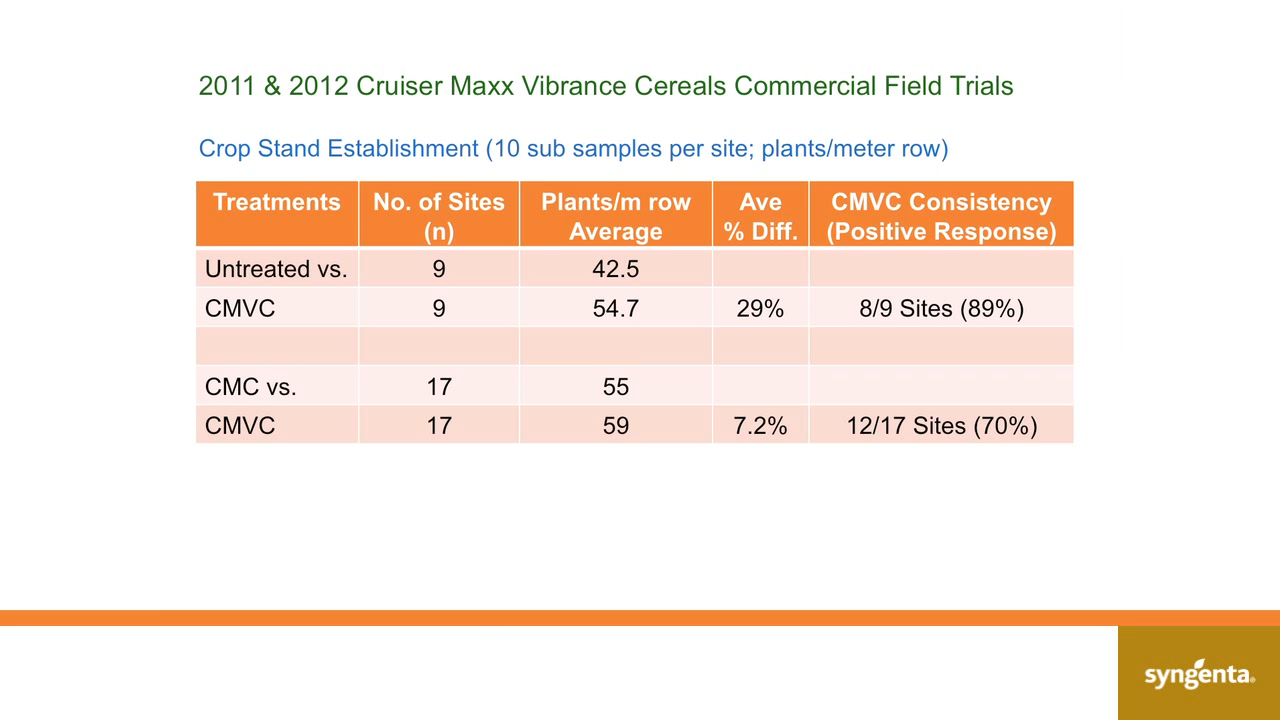 2011 & 2012 Cruiser Maxx Vibrance Cereals Commercial Field Trials
Crop Stand Establishment (10 sub samples per site; plants/meter row)
Treatments No. of Sites (n) Plants/m row Average Ave % Diff. CMVC Consistency (Positive Response)
Untreated vs. 9 42.5
CMVC 9 54.7 29% 8/9 Sites (89%)
CMC vs. 17 55
CMVC 17 59 7.2% 12/17 Sites (70%)
syngenta®